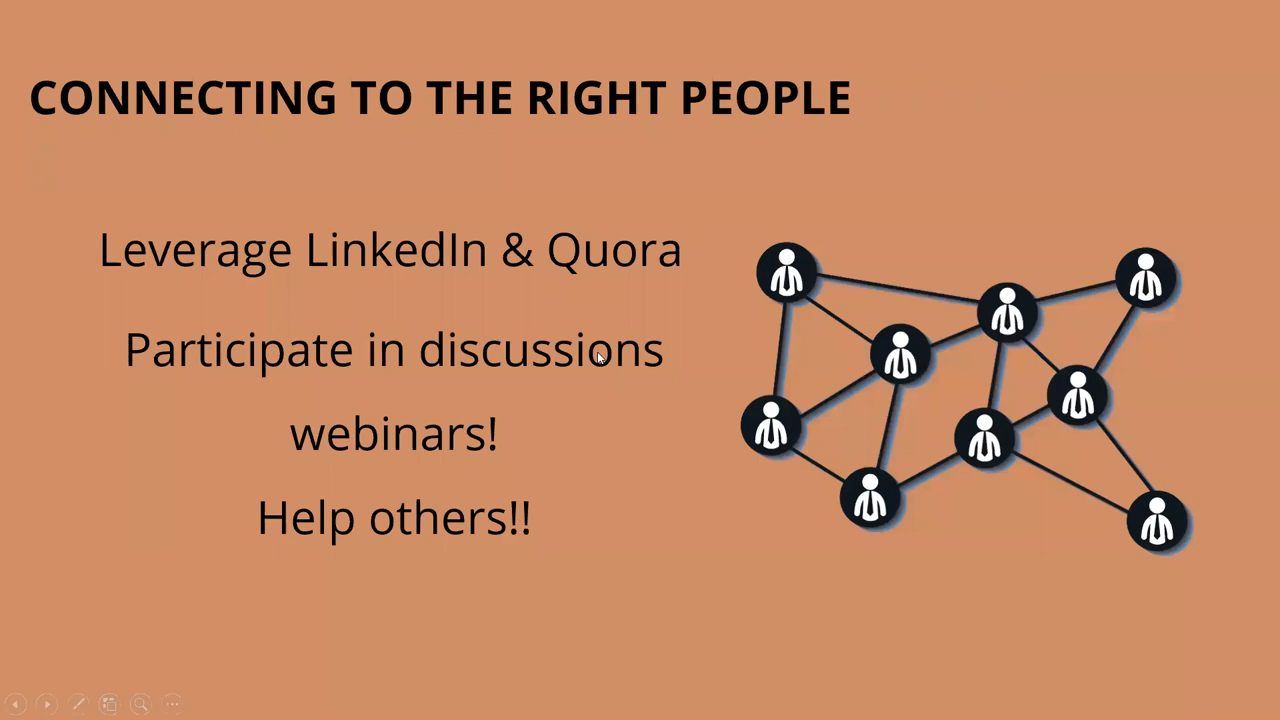 CONNECTING TO THE RIGHT PEOPLE
Leverage LinkedIn & Quora
Participate in discussions
webinars!
Help others!!